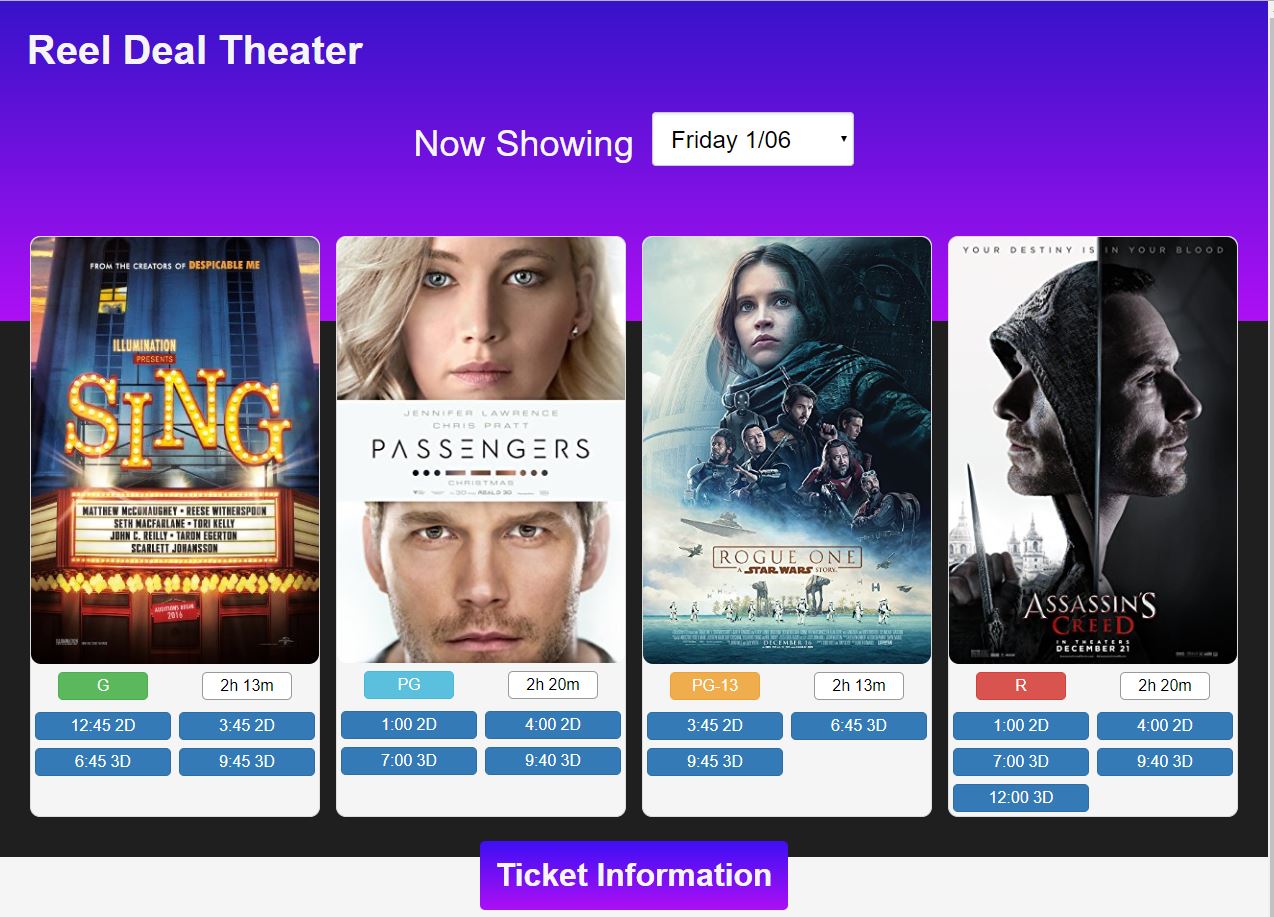 Reel Deal Theater
Now Showing
Friday 1/06
FROM THE CREATORS OF DESPICABLE ME
ILLUMINATION
PRESENTS
SING
MATTHEW McCONAUGHEY • REESE WITHERSPOON
SETH MACFARLANE • TORI KELLY
JOHN C. REILLY • TARON EGERTON
SCARLETT JOHANSSON
AUDITIONS BEGIN
2016
G
2h 13m
12:45 2D
3:45 2D
6:45 3D
9:45 3D
JENNIFER LAWRENCE
CHRIS PRATT
PASSENGERS
CHRISTMAS
PG
2h 20m
1:00 2D
4:00 2D
7:00 3D
9:40 3D
ROGUE ONE
A STAR WARS STORY
DECEMBER 16
PG-13
2h 13m
3:45 2D
6:45 3D
9:45 3D
YOUR DESTINY IS IN YOUR BLOOD
ASSASSIN'S
CREED
IN THEATERS
DECEMBER 21
R
2h 20m
1:00 2D
4:00 2D
7:00 3D
9:40 3D
12:00 3D
Ticket Information